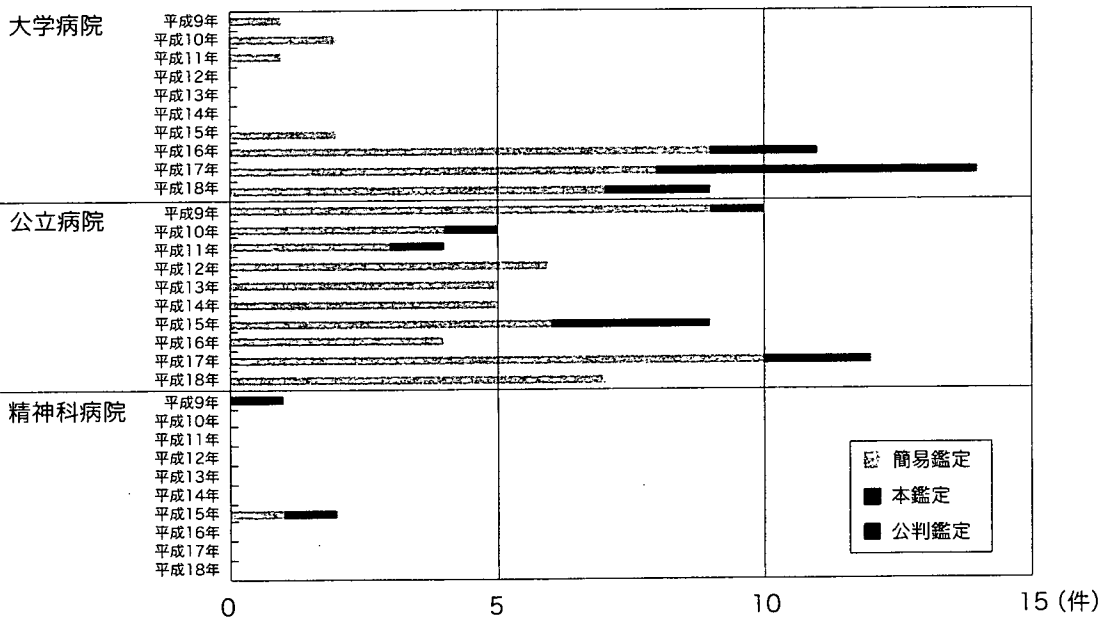 大学病院
平成9年
平成10年
平成11年
平成12年
平成13年
平成14年
平成15年
平成16年
平成17年
平成18年
公立病院
平成9年
平成10年
平成11年
平成12年
平成13年
平成14年
平成15年
平成16年
平成17年
平成18年
精神科病院
平成9年
平成10年
平成11年
平成12年
平成13年
平成14年
平成15年
平成16年
平成17年
平成18年
簡易鑑定
本鑑定
公判鑑定
0 5 10 15 (件)